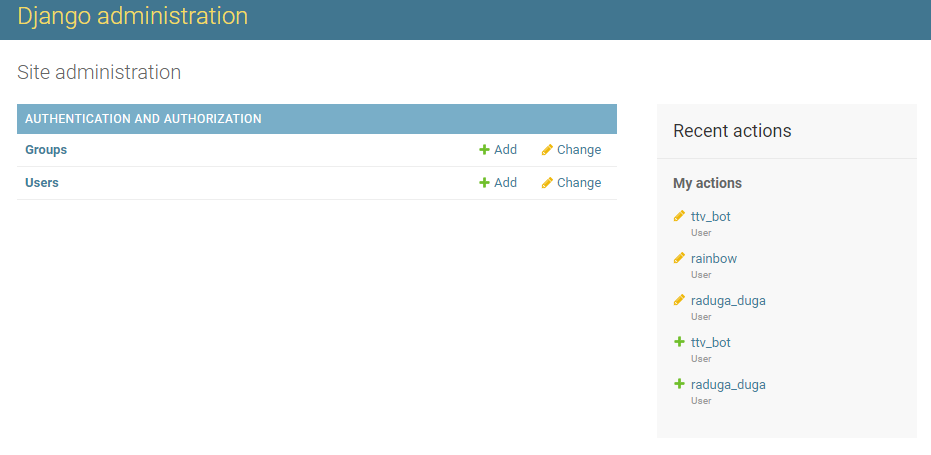 Django administration
Site administration
AUTHENTICATION AND AUTHORIZATION
Groups Add Change
Users Add Change
Recent actions
My actions
ttv_bot
User
rainbow
User
raduga_duga
User
ttv_bot
User
raduga_duga
User